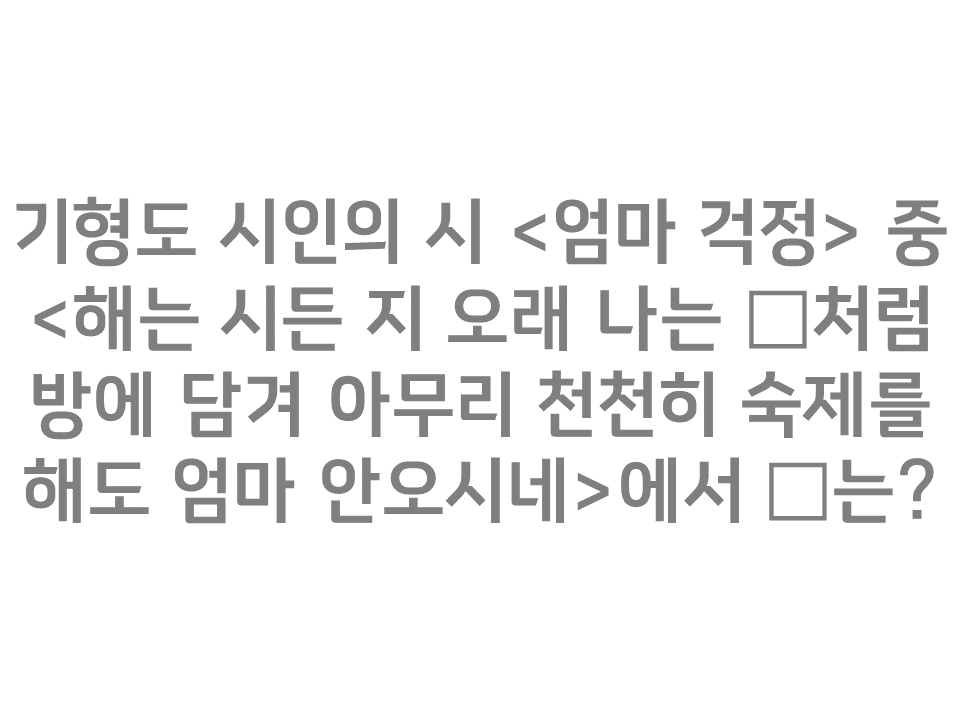 기형도 시인의 시 <엄마 걱정> 중
<해는 시든 지 오래 나는 □처럼
방에 담겨 아무리 천천히 숙제를
해도 엄마 안오시네>에서 □는?